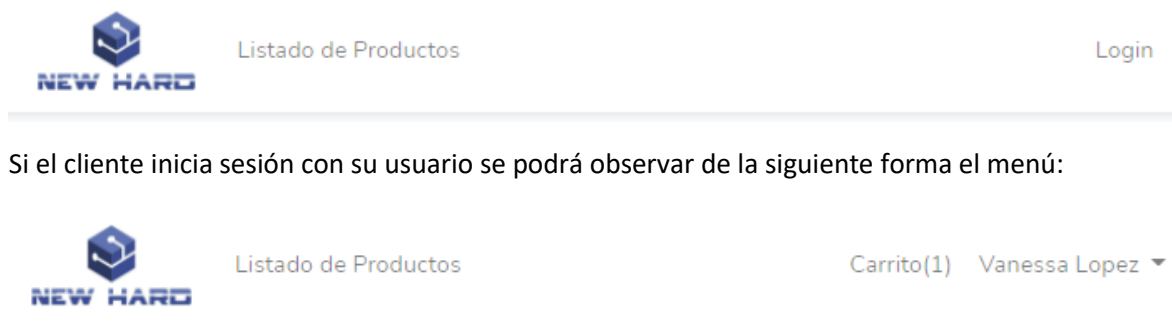 Listado de Productos Login
NEW HARD
Si el cliente inicia sesión con su usuario se podrá observar de la siguiente forma el menú:
Listado de Productos Carrito(1) Vanessa Lopez
NEW HARD